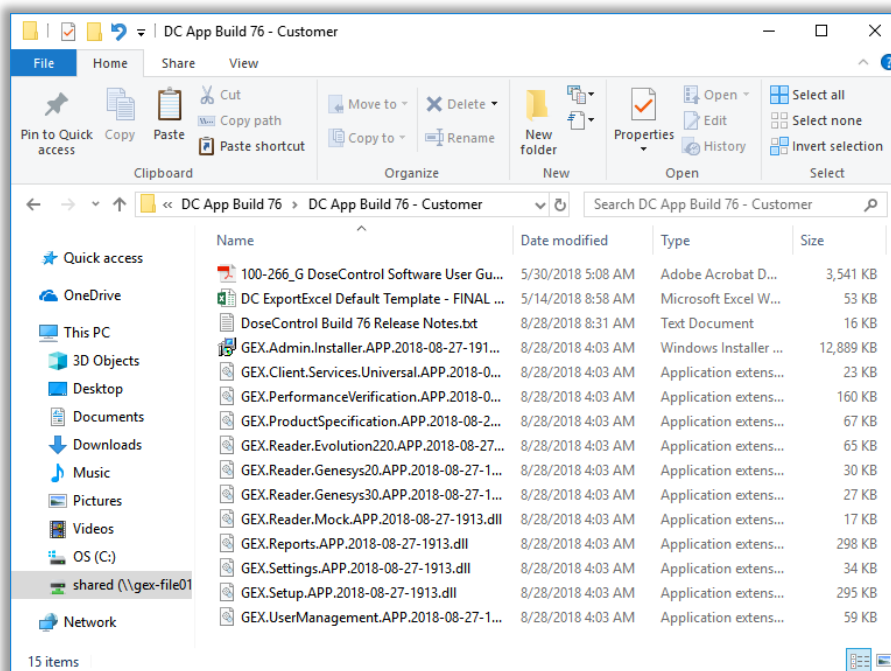 DC App Build 76 - Customer
File Home Share View
Pin to Quick access
Copy
Paste
Cut
Copy path
Paste shortcut
Clipboard
Move to
Copy to
Delete
Rename
Organize
New folder
New
Properties
Open
Edit
History
Open
Select all
Select none
Invert selection
Select
« DC App Build 76 > DC App Build 76 - Customer
Search DC App Build 76 - Customer
Quick access
OneDrive
This PC
3D Objects
Desktop
Documents
Downloads
Music
Pictures
Videos
OS (C:)
shared (\\gex-file01
Network
Name Date modified Type Size
100-266_G DoseControl Software User Gu... 5/30/2018 5:08 AM Adobe Acrobat D... 3,541 KB
DC ExportExcel Default Template - FINAL ... 5/14/2018 8:58 AM Microsoft Excel W... 53 KB
DoseControl Build 76 Release Notes.txt 8/28/2018 8:31 AM Text Document 16 KB
GEX.Admin.Installer.APP.2018-08-27-191... 8/28/2018 4:03 AM Windows Installer ... 12,889 KB
GEX.Client.Services.Universal.APP.2018-0... 8/28/2018 4:03 AM Application extens... 23 KB
GEX.PerformanceVerification.APP.2018-0... 8/28/2018 4:03 AM Application extens... 160 KB
GEX.ProductSpecification.APP.2018-08-2... 8/28/2018 4:03 AM Application extens... 67 KB
GEX.Reader.Evolution220.APP.2018-08-27... 8/28/2018 4:03 AM Application extens... 65 KB
GEX.Reader.Genesys20.APP.2018-08-27-1... 8/28/2018 4:03 AM Application extens... 30 KB
GEX.Reader.Genesys30.APP.2018-08-27-1... 8/28/2018 4:03 AM Application extens... 27 KB
GEX.Reader.Mock.APP.2018-08-27-1913.dll 8/28/2018 4:03 AM Application extens... 17 KB
GEX.Reports.APP.2018-08-27-1913.dll 8/28/2018 4:03 AM Application extens... 298 KB
GEX.Settings.APP.2018-08-27-1913.dll 8/28/2018 4:03 AM Application extens... 34 KB
GEX.Setup.APP.2018-08-27-1913.dll 8/28/2018 4:03 AM Application extens... 295 KB
GEX.UserManagement.APP.2018-08-27-1... 8/28/2018 4:03 AM Application extens... 59 KB
15 items